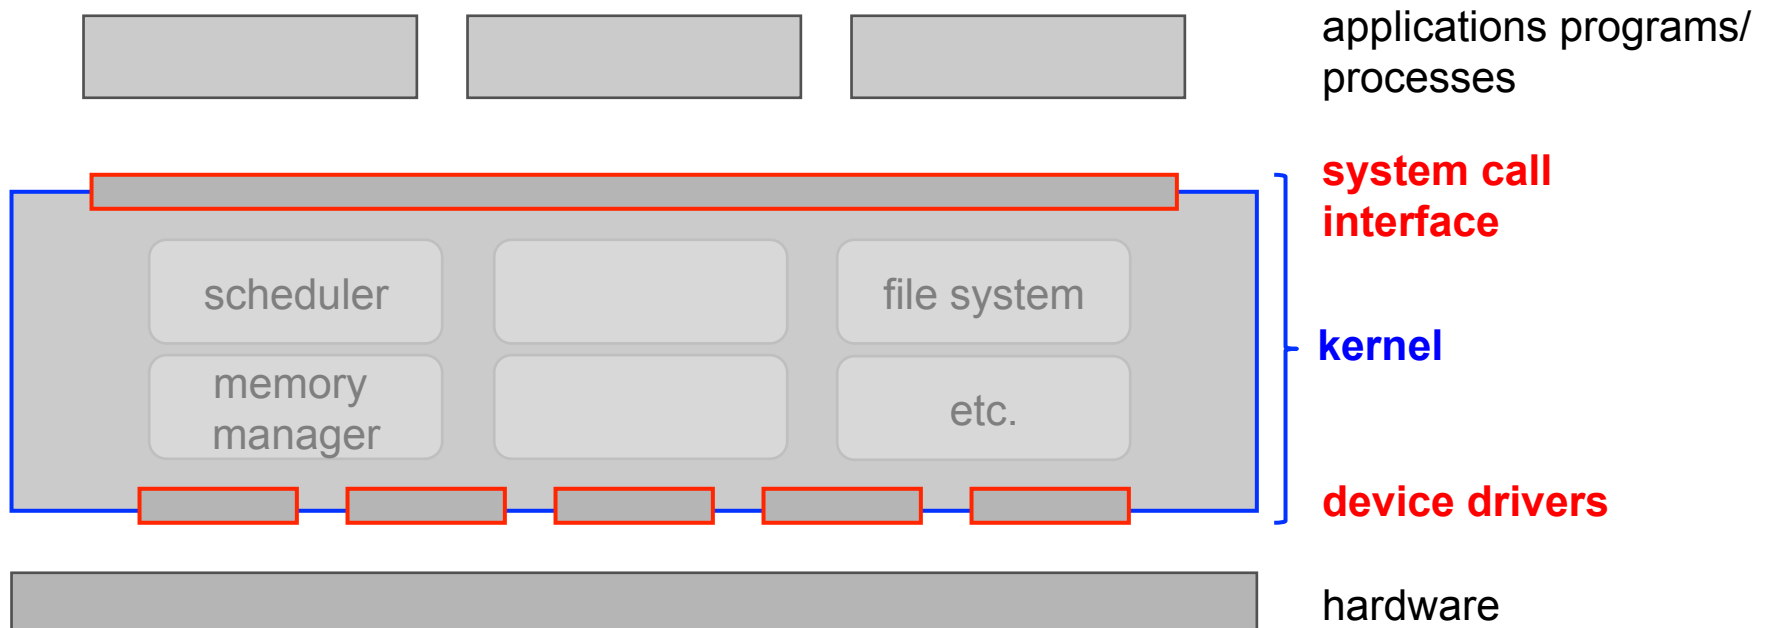 applications programs/
processes
system call
interface
scheduler
file system
kernel
memory
manager
etc.
device drivers
hardware